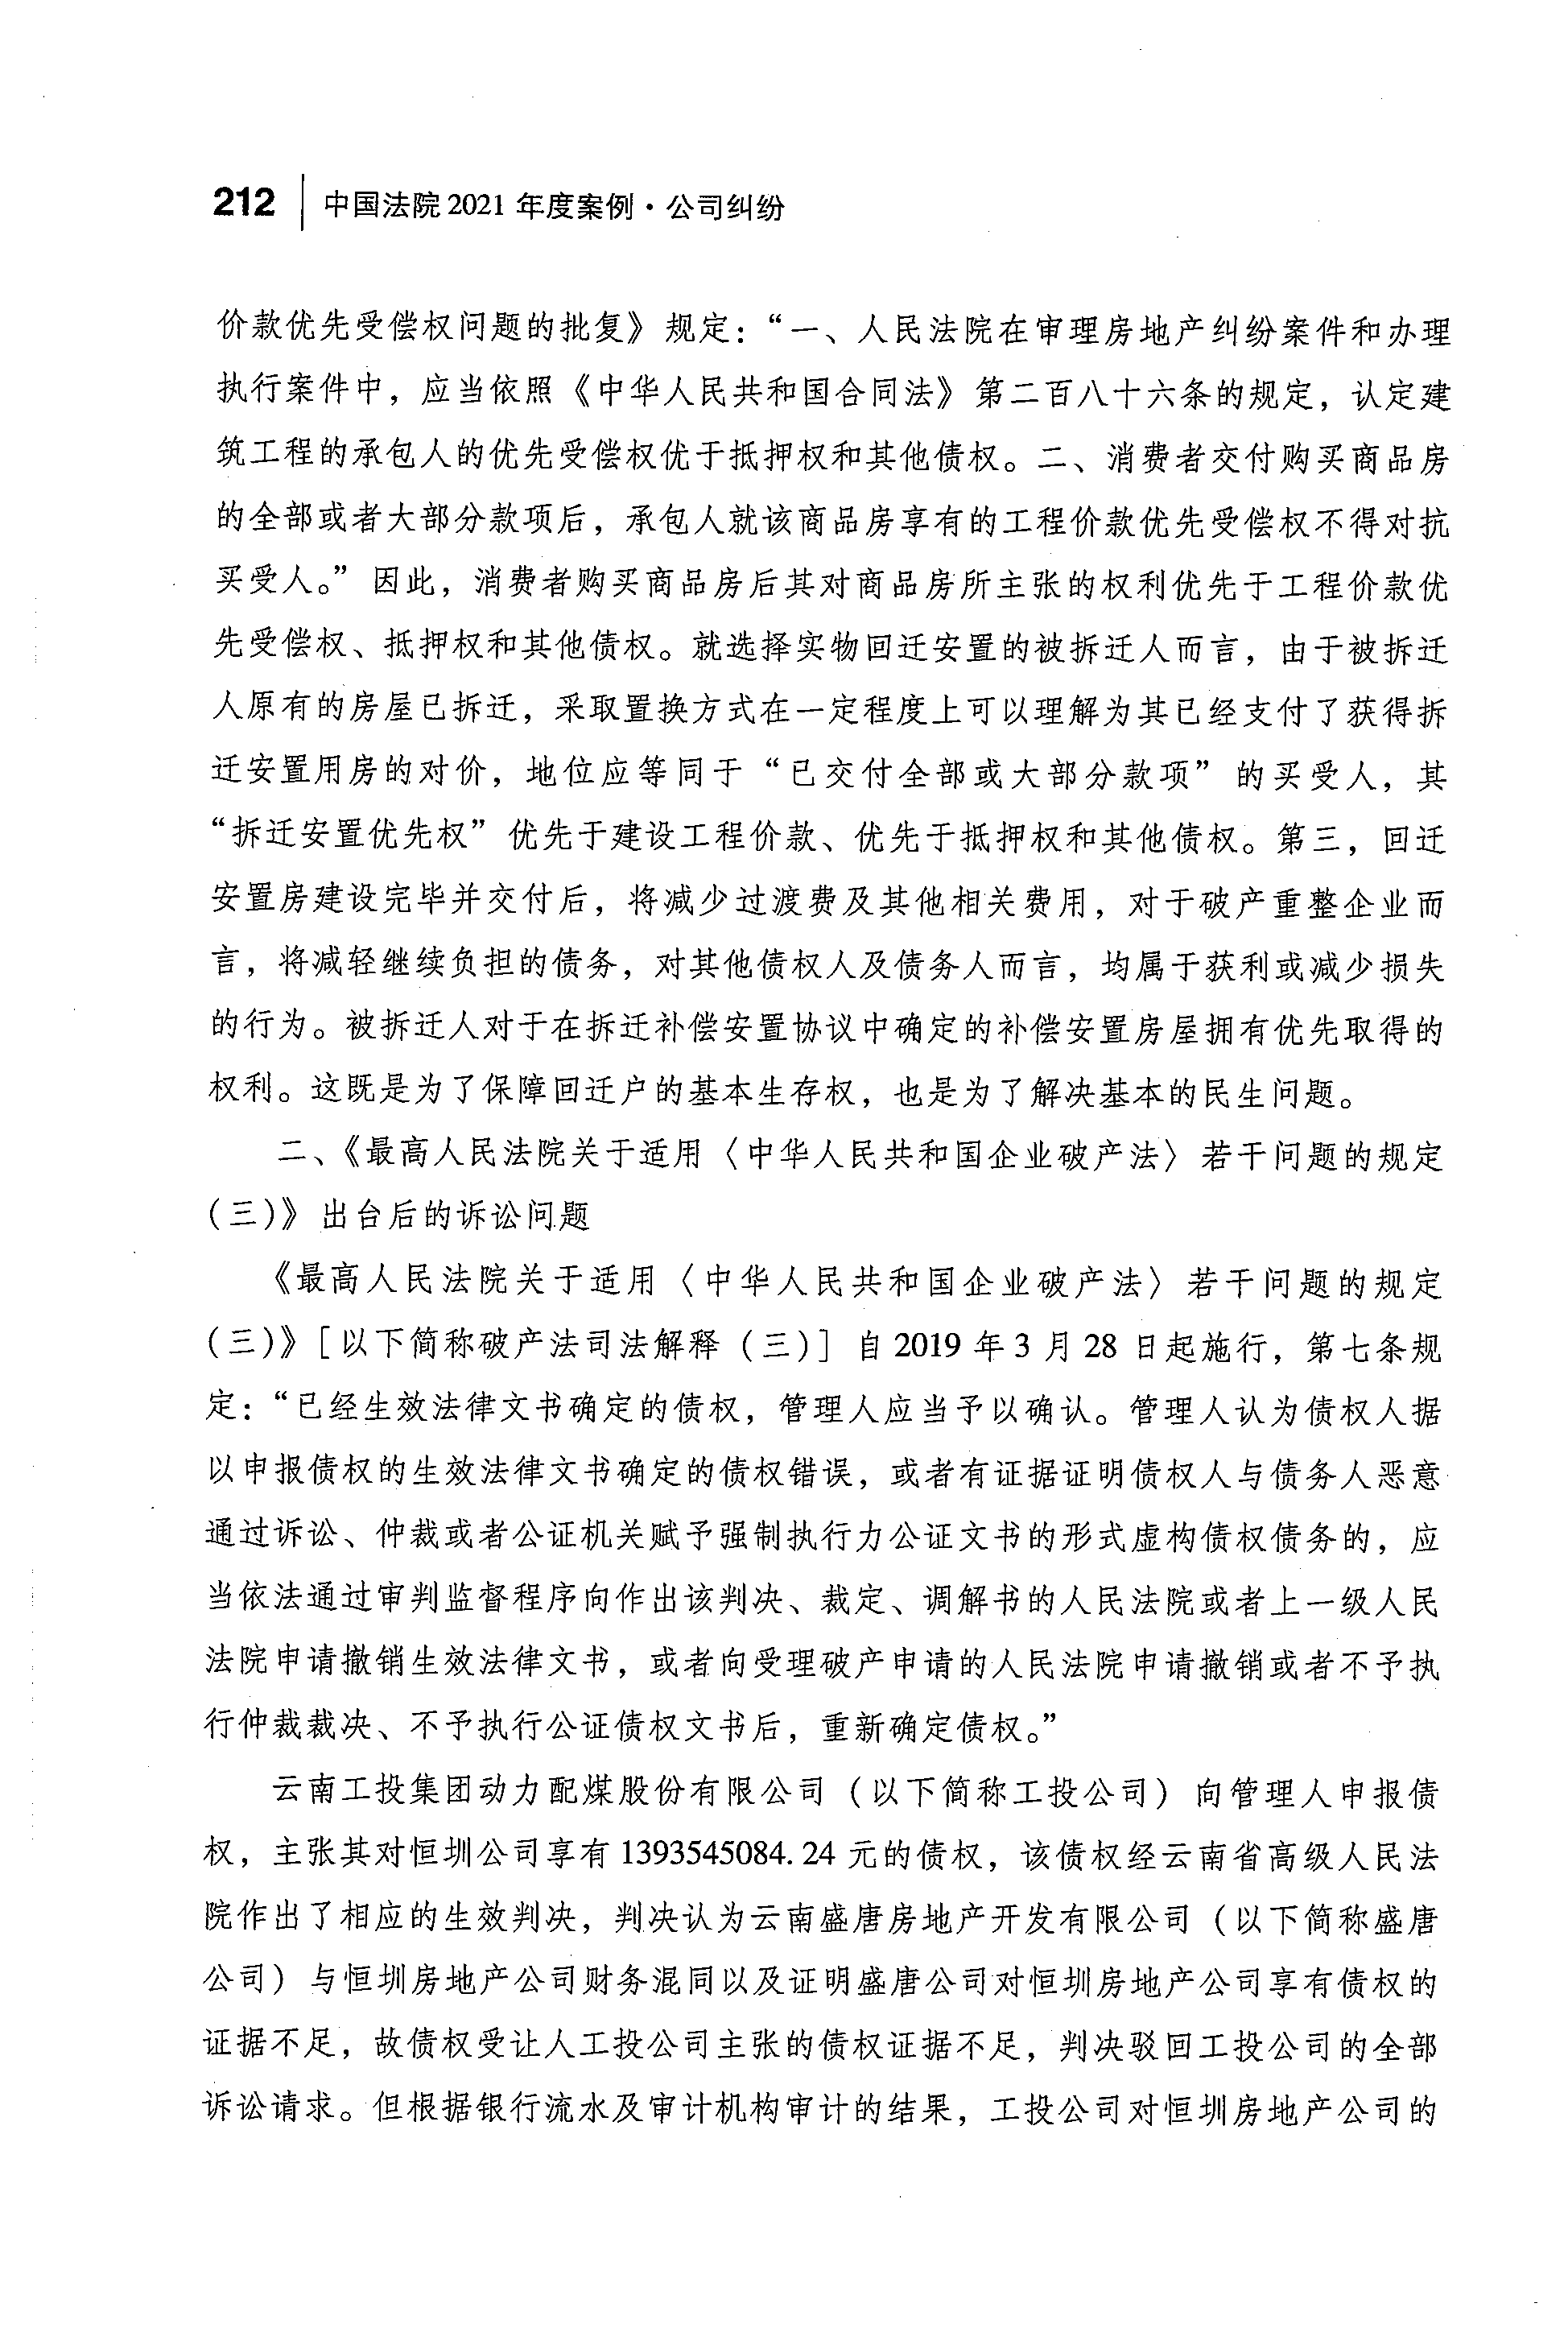 212 中国法院2021年度案例·公司纠纷
价款优先受偿权问题的批复》规定：“一、人民法院在审理房地产纠纷案件和办理
执行案件中，应当依照《中华人民共和国合同法》第二百八十六条的规定，认定建
筑工程的承包人的优先受偿权优于抵押权和其他债权。二、消费者交付购买商品房
的全部或者大部分款项后，承包人就该商品房享有的工程价款优先受偿权不得对抗
买受人。”因此，消费者购买商品房后其对商品房所主张的权利优先于工程价款优
先受偿权、抵押权和其他债权。就选择实物回迁安置的被拆迁人而言，由于被拆迁
人原有的房屋已拆迁，采取置换方式在一定程度上可以理解为其已经支付了获得拆
迁安置用房的对价，地位应等同于“已交付全部或大部分款项”的买受人，其
“拆迁安置优先权”优先于建设工程价款、优先于抵押权和其他债权。第三，回迁
安置房建设完毕并交付后，将减少过渡费及其他相关费用，对于破产重整企业而
言，将减轻继续负担的债务，对其他债权人及债务人而言，均属于获利或减少损失
的行为。被拆迁人对于在拆迁补偿安置协议中确定的补偿安置房屋拥有优先取得的
权利。这既是为了保障回迁户的基本生存权，也是为了解决基本的民生问题。
二、《最高人民法院关于适用〈中华人民共和国企业破产法〉若干问题的规定
（三）》出台后的诉讼问题
《最高人民法院关于适用〈中华人民共和国企业破产法〉若干问题的规定
（三）》［以下简称破产法司法解释（三）］自2019年3月28日起施行，第七条规
定：“已经生效法律文书确定的债权，管理人应当予以确认。管理人认为债权人据
以申报债权的生效法律文书确定的债权错误，或者有证据证明债权人与债务人恶意
通过诉讼、仲裁或者公证机关赋予强制执行力公证文书的形式虚构债权债务的，应
当依法通过审判监督程序向作出该判决、裁定、调解书的人民法院或者上一级人民
法院申请撤销生效法律文书，或者向受理破产申请的人民法院申请撤销或者不予执
行仲裁裁决、不予执行公证债权文书后，重新确定债权。”
云南工投集团动力配煤股份有限公司（以下简称工投公司）向管理人申报债
权，主张其对恒圳公司享有1393545084.24元的债权，该债权经云南省高级人民法
院作出了相应的生效判决，判决认为云南盛唐房地产开发有限公司（以下简称盛唐
公司）与恒圳房地产公司财务混同以及证明盛唐公司对恒圳房地产公司享有债权的
证据不足，故债权受让人工投公司主张的债权证据不足，判决驳回工投公司的全部
诉讼请求。但根据银行流水及审计机构审计的结果，工投公司对恒圳房地产公司的